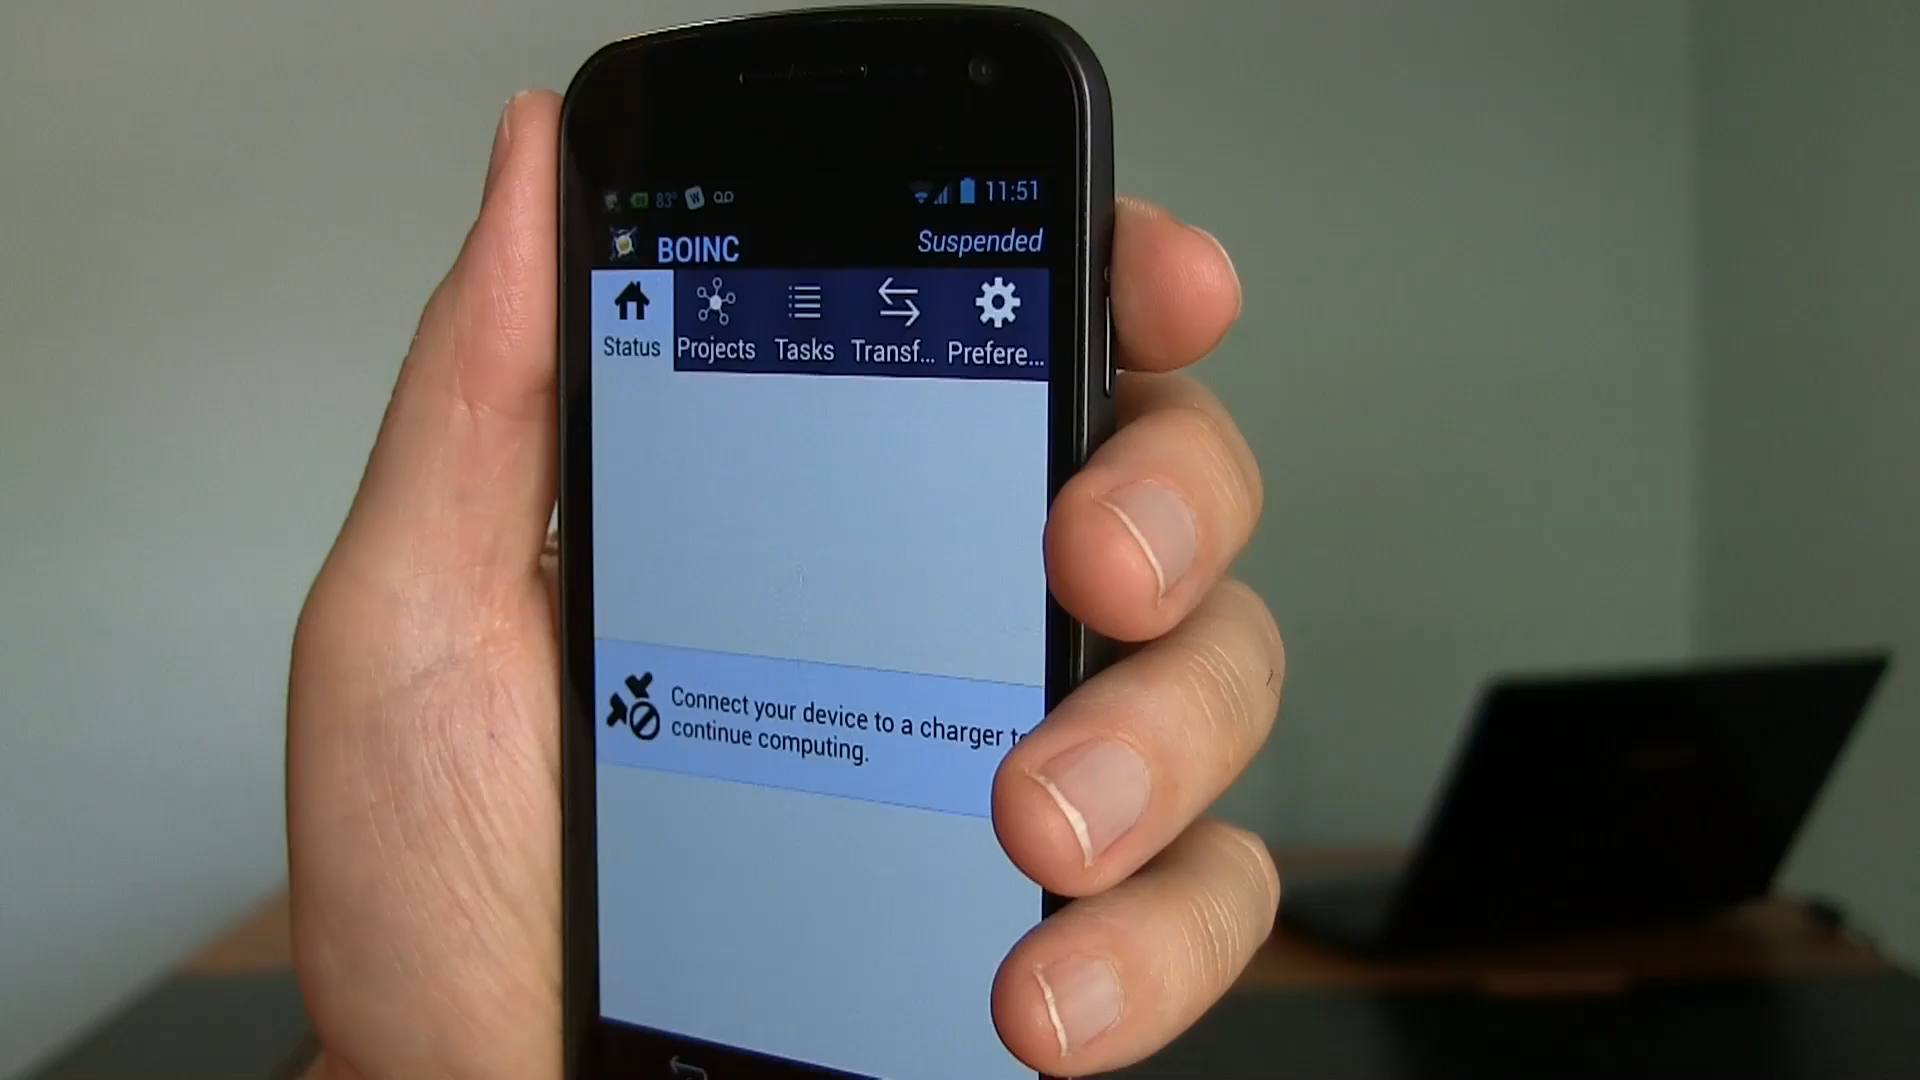 83° W 11:51
BOINC Suspended
Status Projects Tasks Transf... Prefere...
Connect your device to a charger
continue computing.